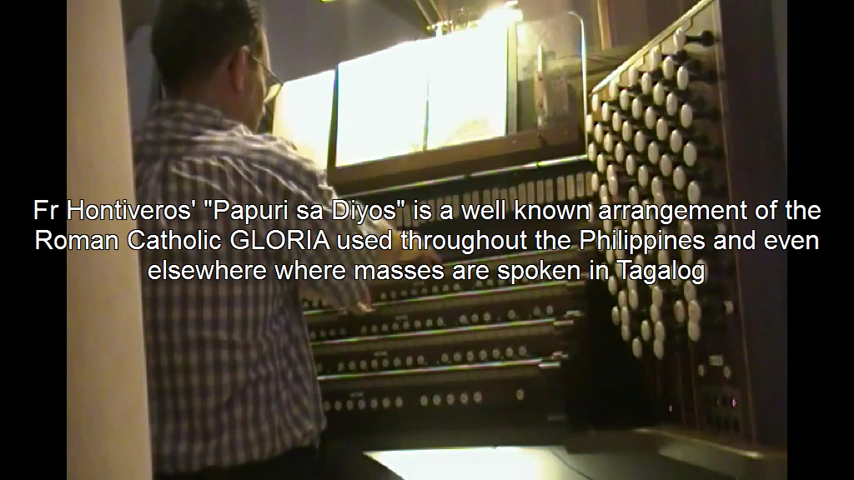 Fr Hontiveros' "Papuri sa Diyos" is a well known arrangement of the
Roman Catholic GLORIA used throughout the Philippines and even
elsewhere where masses are spoken in Tagalog